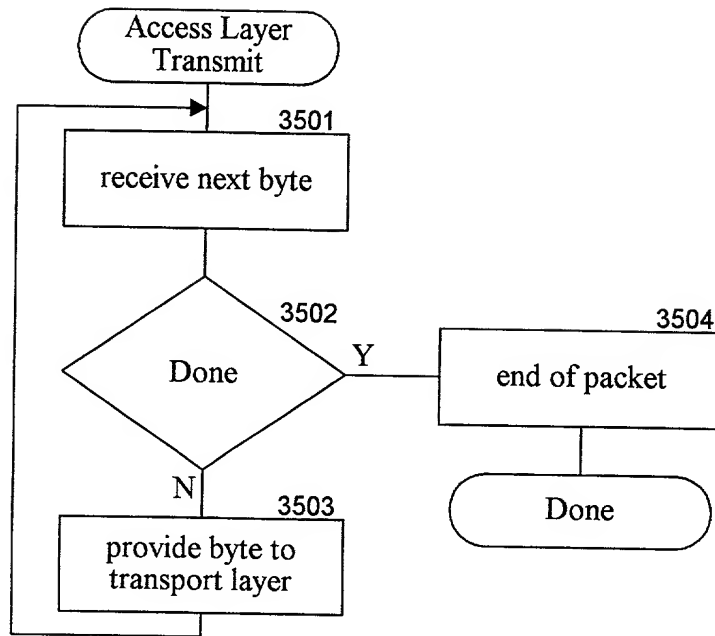 Access Layer
Transmit
3501
receive next byte
3502
Done
Y
3504
end of packet
Done
N
3503
provide byte to
transport layer